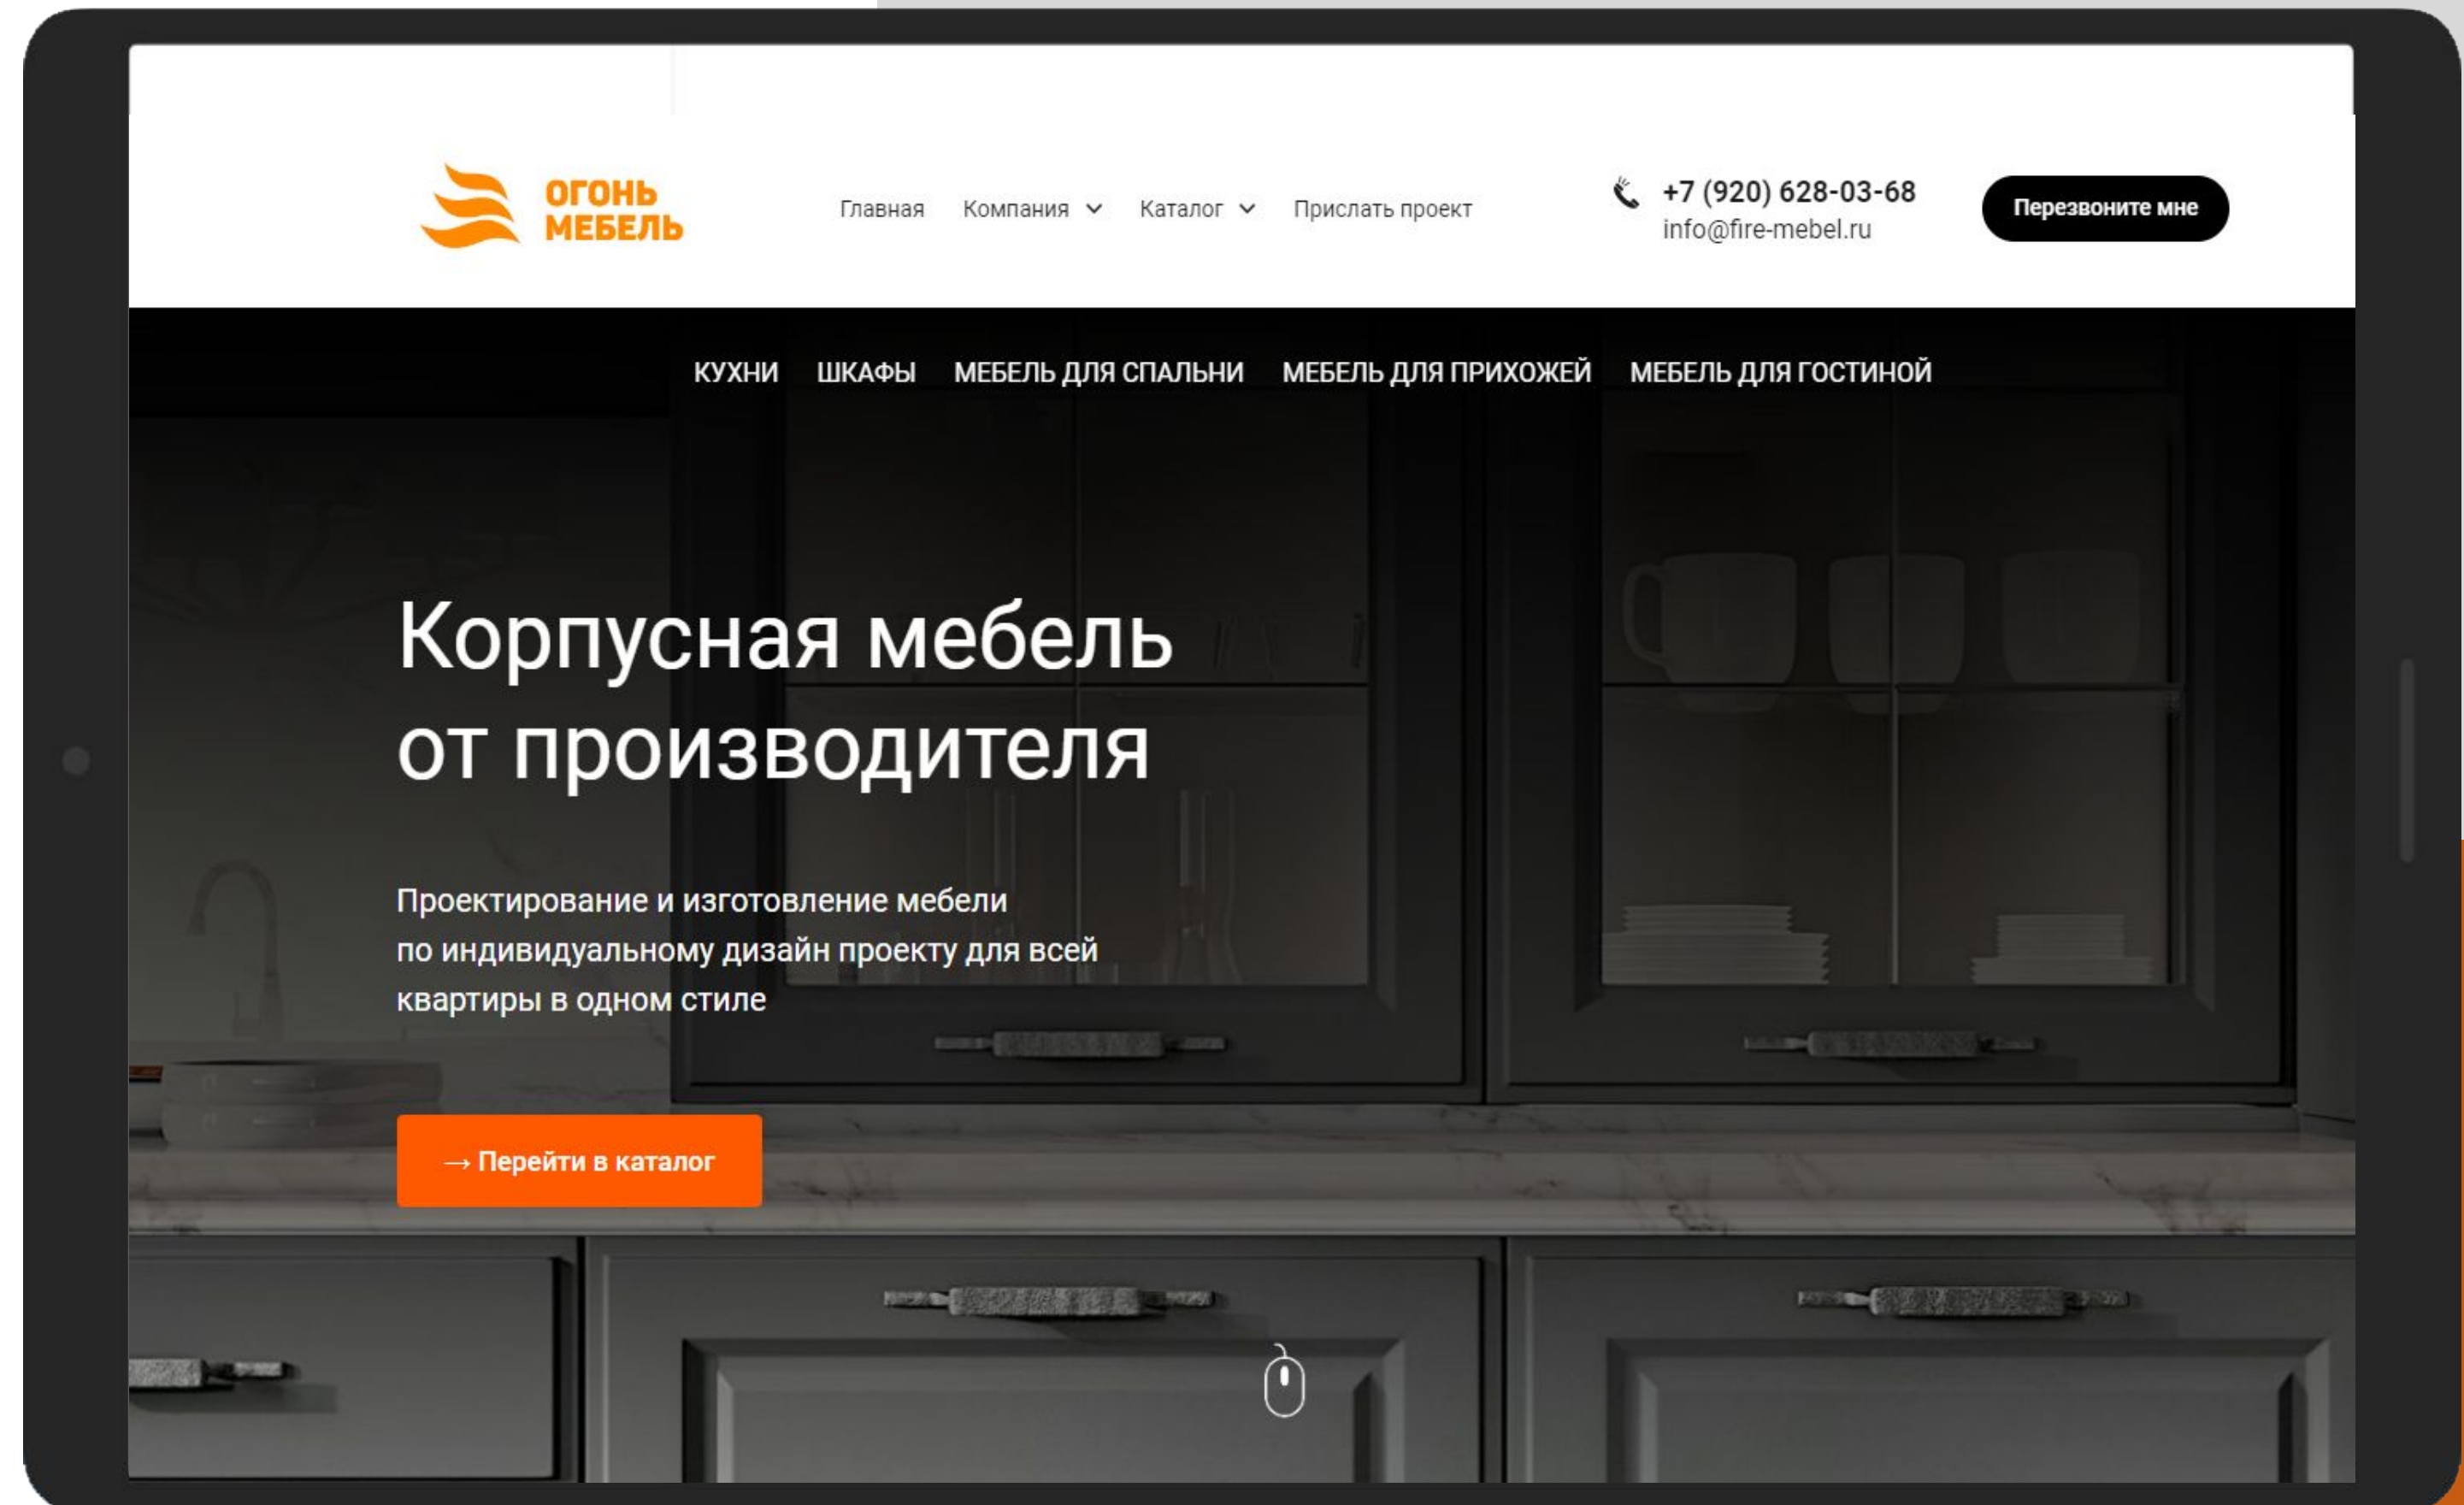 ОГОНЬ
МЕБЕЛЬ
Главная Компания Каталог Прислать проект
+7 (920) 628-03-68
info@fire-mebel.ru
Перезвоните мне
КУХНИ ШКАФЫ МЕБЕЛЬ ДЛЯ СПАЛЬНИ МЕБЕЛЬ ДЛЯ ПРИХОЖЕЙ МЕБЕЛЬ ДЛЯ ГОСТИНОЙ
Корпусная мебель
от производителя
Проектирование и изготовление мебели
по индивидуальному дизайн проекту для всей
квартиры в одном стиле
→ Перейти в каталог